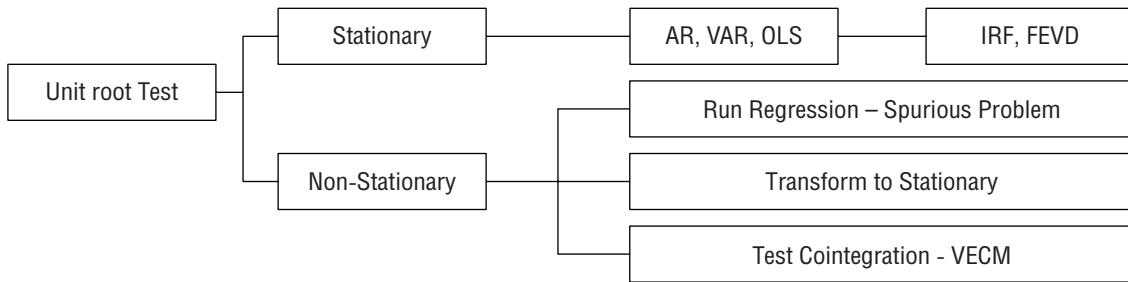 Stationary
AR, VAR, OLS
IRF, FEVD
Unit root Test
Run Regression – Spurious Problem
Non-Stationary
Transform to Stationary
Test Cointegration - VECM